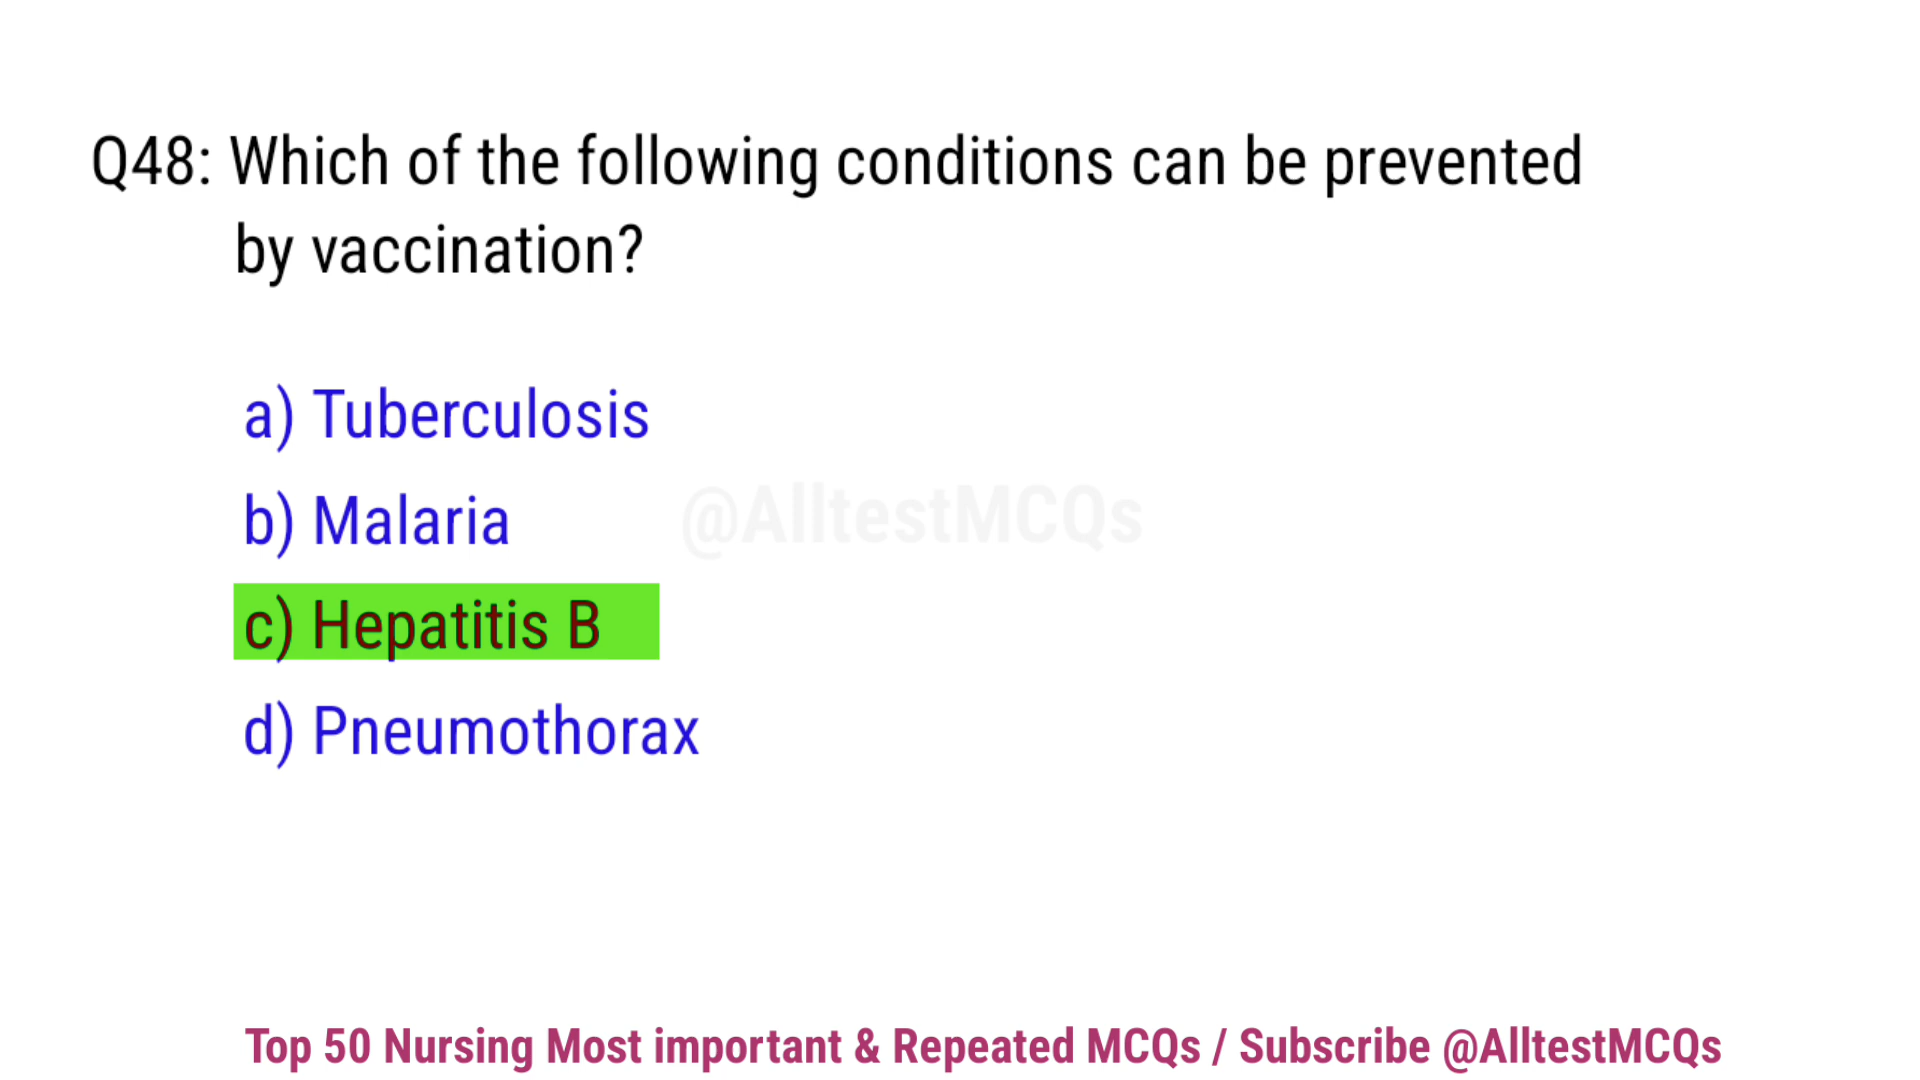 Q48: Which of the following conditions can be prevented
by vaccination?
a) Tuberculosis
b) Malaria
@AlltestMCQs
c) Hepatitis B
d) Pneumothorax
Top 50 Nursing Most important & Repeated MCQs / Subscribe @AlltestMCQs